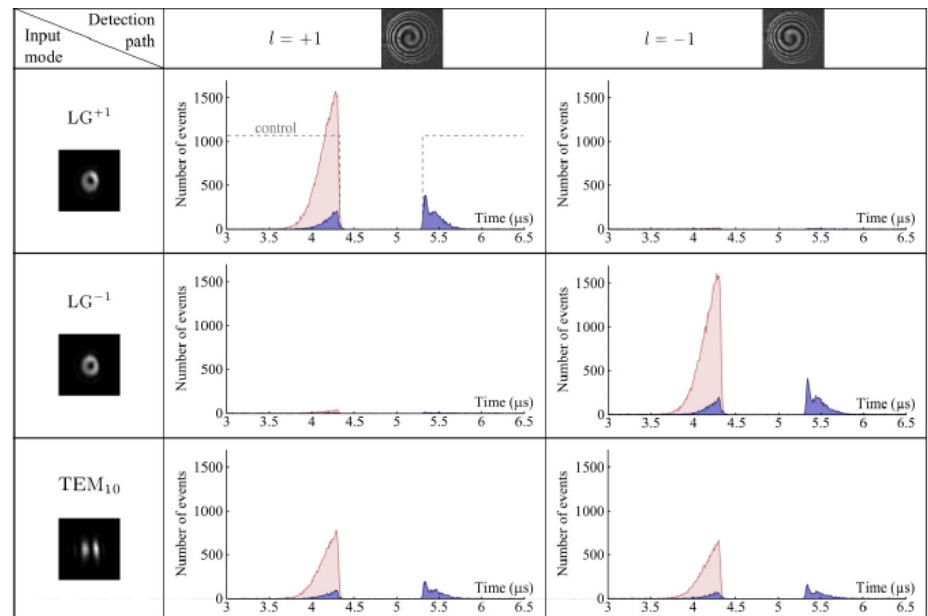 Detection
path
Input
mode
l = +1
l = −1
LG+1
Number of events
1500
1000
500
0
control
Time (µs)
3 3.5 4 4.5 5 5.5 6 6.5
Number of events
1500
1000
500
0
Time (µs)
3 3.5 4 4.5 5 5.5 6 6.5
LG−1
Number of events
1500
1000
500
0
Time (µs)
3 3.5 4 4.5 5 5.5 6 6.5
Number of events
1500
1000
500
0
Time (µs)
3 3.5 4 4.5 5 5.5 6 6.5
TEM10
Number of events
1500
1000
500
0
Time (µs)
3 3.5 4 4.5 5 5.5 6 6.5
Number of events
1500
1000
500
0
Time (µs)
3 3.5 4 4.5 5 5.5 6 6.5